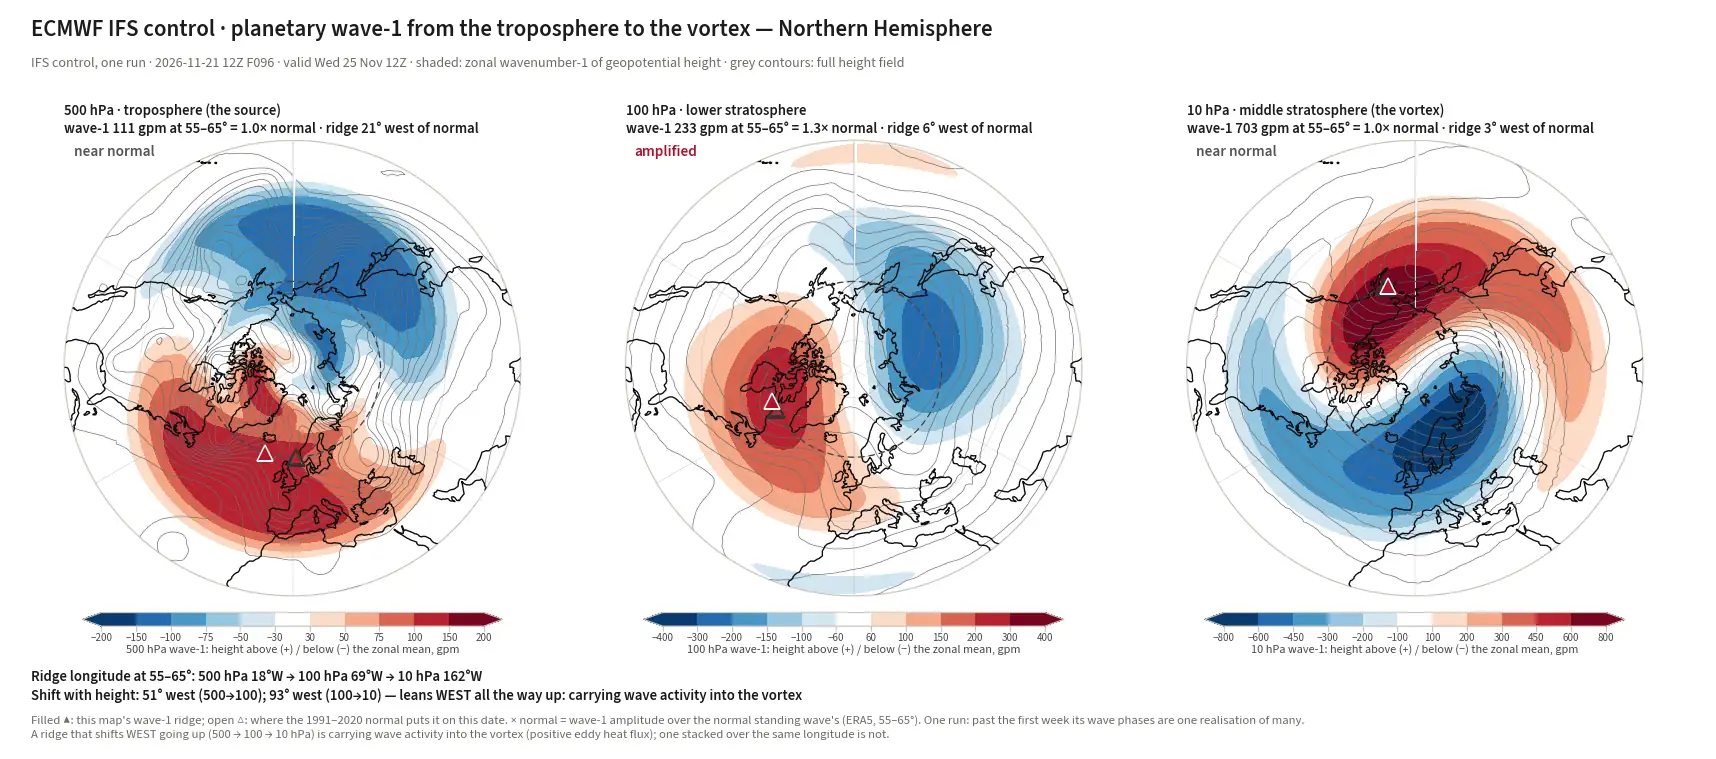 ECMWF IFS control · planetary wave-1 from the troposphere to the vortex — Northern Hemisphere
IFS control, one run · 2026-11-21 12Z F096 · valid Wed 25 Nov 12Z · shaded: zonal wavenumber-1 of geopotential height · grey contours: full height field
500 hPa · troposphere (the source)
wave-1 111 gpm at 55–65° = 1.0× normal · ridge 21° west of normal
near normal
100 hPa · lower stratosphere
wave-1 233 gpm at 55–65° = 1.3× normal · ridge 6° west of normal
amplified
10 hPa · middle stratosphere (the vortex)
wave-1 703 gpm at 55–65° = 1.0× normal · ridge 3° west of normal
near normal
−200 −150 −100 −75 −50 −30 30 50 75 100 150 200
500 hPa wave-1: height above (+) / below (−) the zonal mean, gpm
−400 −300 −200 −150 −100 −60 60 100 150 200 300 400
100 hPa wave-1: height above (+) / below (−) the zonal mean, gpm
−800 −600 −450 −300 −200 −100 100 200 300 450 600 800
10 hPa wave-1: height above (+) / below (−) the zonal mean, gpm
Ridge longitude at 55–65°: 500 hPa 18°W → 100 hPa 69°W → 10 hPa 162°W
Shift with height: 51° west (500→100); 93° west (100→10) — leans WEST all the way up: carrying wave activity into the vortex
Filled ▲: this map's wave-1 ridge; open △: where the 1991–2020 normal puts it on this date. × normal = wave-1 amplitude over the normal standing wave's (ERA5, 55–65°). One run: past the first week its wave phases are one realisation of many.
A ridge that shifts WEST going up (500 → 100 → 10 hPa) is carrying wave activity into the vortex (positive eddy heat flux); one stacked over the same longitude is not.